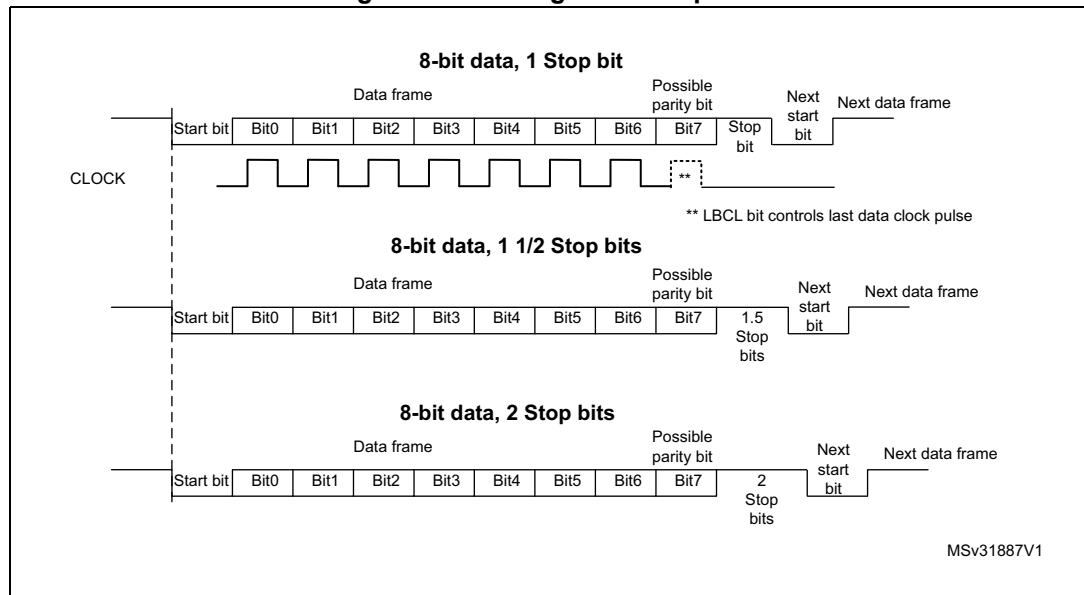 8-bit data, 1 Stop bit
Data frame
Possible
parity bit
Next
start
bit
Next data frame
Start bit Bit0 Bit1 Bit2 Bit3 Bit4 Bit5 Bit6 Bit7 Stop
bit
CLOCK
**
** LBCL bit controls last data clock pulse
8-bit data, 1 1/2 Stop bits
Data frame
Possible
parity bit
Next
start
bit
Next data frame
Start bit Bit0 Bit1 Bit2 Bit3 Bit4 Bit5 Bit6 Bit7 1.5
Stop
bits
8-bit data, 2 Stop bits
Data frame
Possible
parity bit
Next
start
bit
Next data frame
Start bit Bit0 Bit1 Bit2 Bit3 Bit4 Bit5 Bit6 Bit7 2
Stop
bits
MSv31887V1